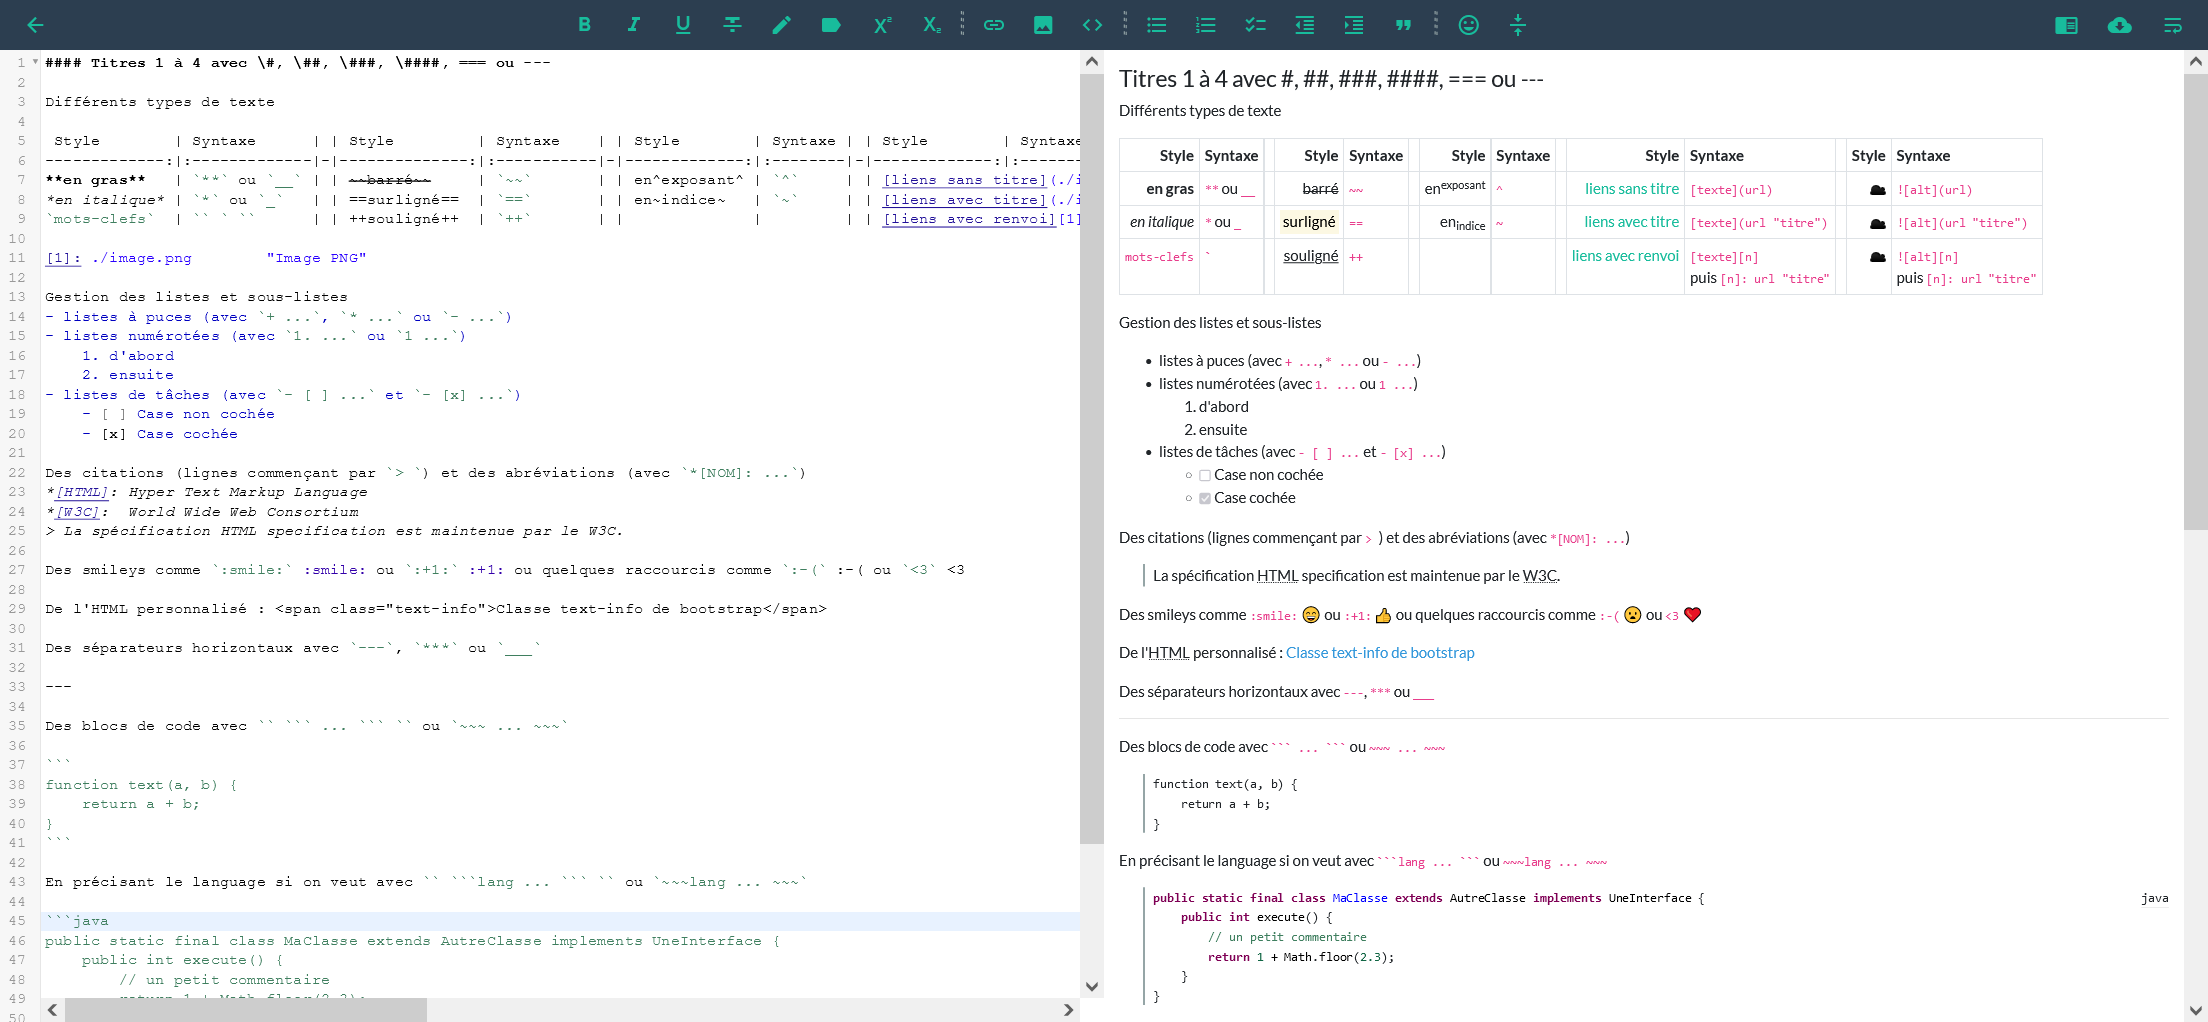 #### Titres 1 à 4 avec \#, \##, \###, \####, === ou ---
Différents types de texte
Style | Syntaxe | | Style | Syntaxe | | Style | Syntaxe | | Style | Syntaxe
-------------:|:-------------|-|--------------:|:-----------|-|-------------:|:--------|-|-------------:|:------
**en gras** | `**` ou `__` | | ~~barré~~ | `~~` | | en^exposant^ | `^` | | [liens sans titre](./i
*en italique* | `*` ou `_` | | ==surligné== | `==` | | en~indice~ | `~` | | [liens avec titre](./i
`mots-clefs` | `` ` `` | | ++souligné++ | `++` | | | | | [liens avec renvoi][1]
[1]: ./image.png "Image PNG"
Gestion des listes et sous-listes
- listes à puces (avec `+ ...`, `* ...` ou `- ...`)
- listes numérotées (avec `1. ...` ou `1 ...`)
1. d'abord
2. ensuite
- listes de tâches (avec `- [ ] ...` et `- [x] ...`)
- [ ] Case non cochée
- [x] Case cochée
Des citations (lignes commençant par `> `) et des abréviations (avec `*[NOM]: ...`)
*[HTML]: Hyper Text Markup Language
*[W3C]: World Wide Web Consortium
> La spécification HTML specification est maintenue par le W3C.
Des smileys comme `:smile:` :smile: ou `:+1:` :+1: ou quelques raccourcis comme `:-(` :-( ou `<3` <3
De l'HTML personnalisé : <span class="text-info">Classe text-info de bootstrap</span>
Des séparateurs horizontaux avec `---`, `***` ou `___`
---
Des blocs de code avec `` ``` ... ``` `` ou `~~~ ... ~~~`
```
function text(a, b) {
return a + b;
}
```
En précisant le language si on veut avec `` ```lang ... ``` `` ou `~~~lang ... ~~~`
```java
public static final class MaClasse extends AutreClasse implements UneInterface {
public int execute() {
// un petit commentaire
return 1 + Math.floor(2.3);
1
2
3
4
5
6
7
8
9
10
11
12
13
14
15
16
17
18
19
20
21
22
23
24
25
26
27
28
29
30
31
32
33
34
35
36
37
38
39
40
41
42
43
44
45
46
47
48
49
50
Titres 1 à 4 avec #, ##, ###, ####, === ou ---
Différents types de texte
Style Syntaxe Style Syntaxe Style Syntaxe Style Syntaxe Style Syntaxe
en gras ** ou __ barré ~~ enexposant ^ liens sans titre [texte](url) ![alt](url)
en italique * ou _ surligné == enindice ~ liens avec titre [texte](url "titre") ![alt](url "titre")
mots-clefs ` souligné ++ liens avec renvoi [texte][n] ![alt][n]
puis [n]: url "titre" puis [n]: url "titre"
Gestion des listes et sous-listes
• listes à puces (avec + ..., * ... ou - ...)
• listes numérotées (avec 1. ... ou 1 ...)
1. d'abord
2. ensuite
• listes de tâches (avec - [ ] ... et - [x] ...)
Case non cochée
Case cochée
Des citations (lignes commençant par > ) et des abréviations (avec *[NOM]: ...)
La spécification HTML specification est maintenue par le W3C.
Des smileys comme :smile: 😄 ou :+1: 👍 ou quelques raccourcis comme :-( 😦 ou <3 ❤️
De l'HTML personnalisé : Classe text-info de bootstrap
Des séparateurs horizontaux avec ---, *** ou ___
Des blocs de code avec ``` ... ``` ou ~~~ ... ~~~
function text(a, b) {
return a + b;
}
En précisant le language si on veut avec ```lang ... ``` ou ~~~lang ... ~~~
public static final class MaClasse extends AutreClasse implements UneInterface { java
public int execute() {
// un petit commentaire
return 1 + Math.floor(2.3);
}
}